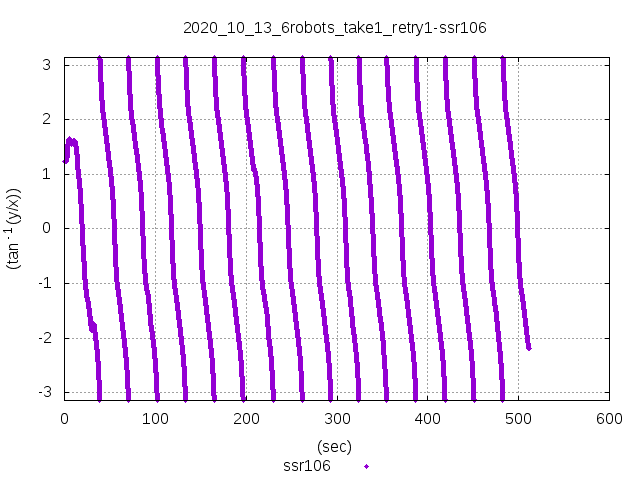 2020_10_13_6robots_take1_retry1-ssr106
3
2
1
0
-1
-2
-3
(tan⁻¹(y/x))
0 100 200 300 400 500 600
(sec)
ssr106